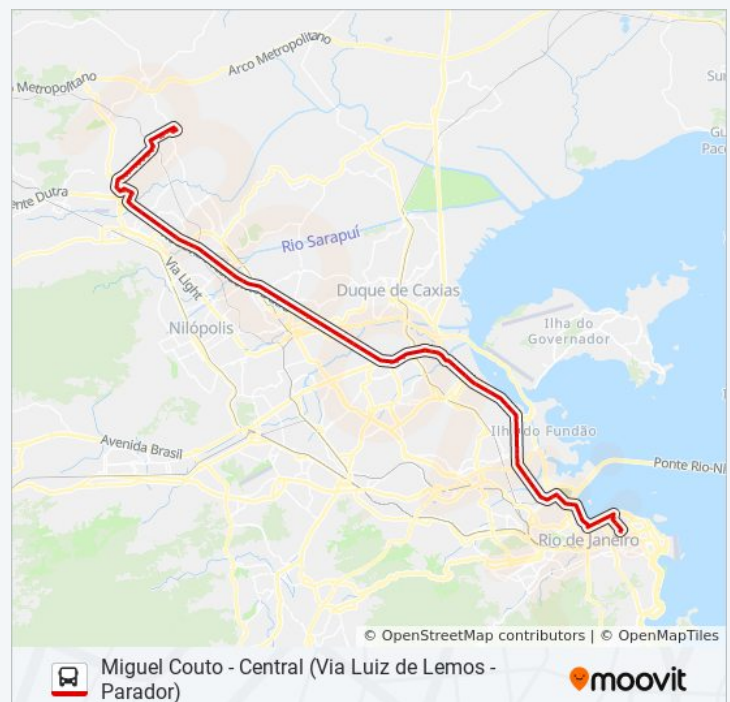 Arco Metropolitano
o Metropolitano
Sur
Gu
Pace
ente Dutra
Rio Sarapuí
Via Light
Duque de Caxias
Nilópolis
Ilha do
Governador
Avenida Brasil
Ilha do Fundão
Ponte Rio-Ni
Rio de Janeiro
© OpenStreetMap contributors | © OpenMapTiles
Miguel Couto - Central (Via Luiz de Lemos -
Parador)
moovit